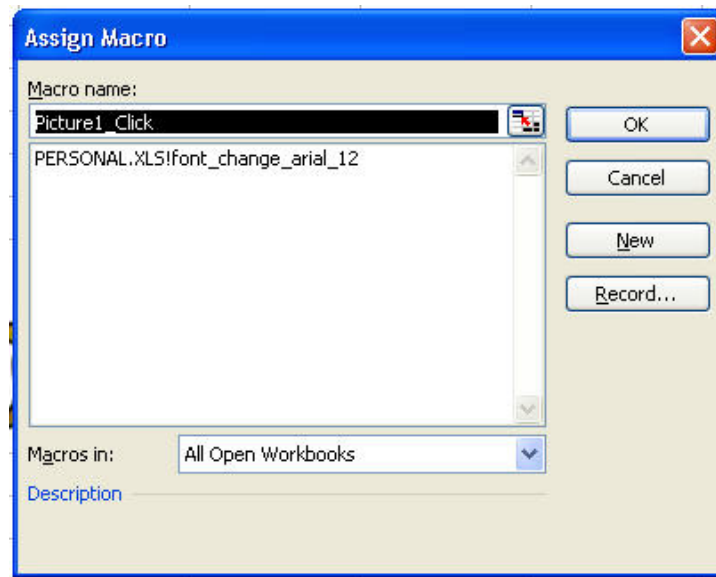 Assign Macro
Macro name:
Picture1_Click
OK
PERSONAL.XLS!font_change_arial_12
Cancel
New
Record...
Macros in:
All Open Workbooks
Description